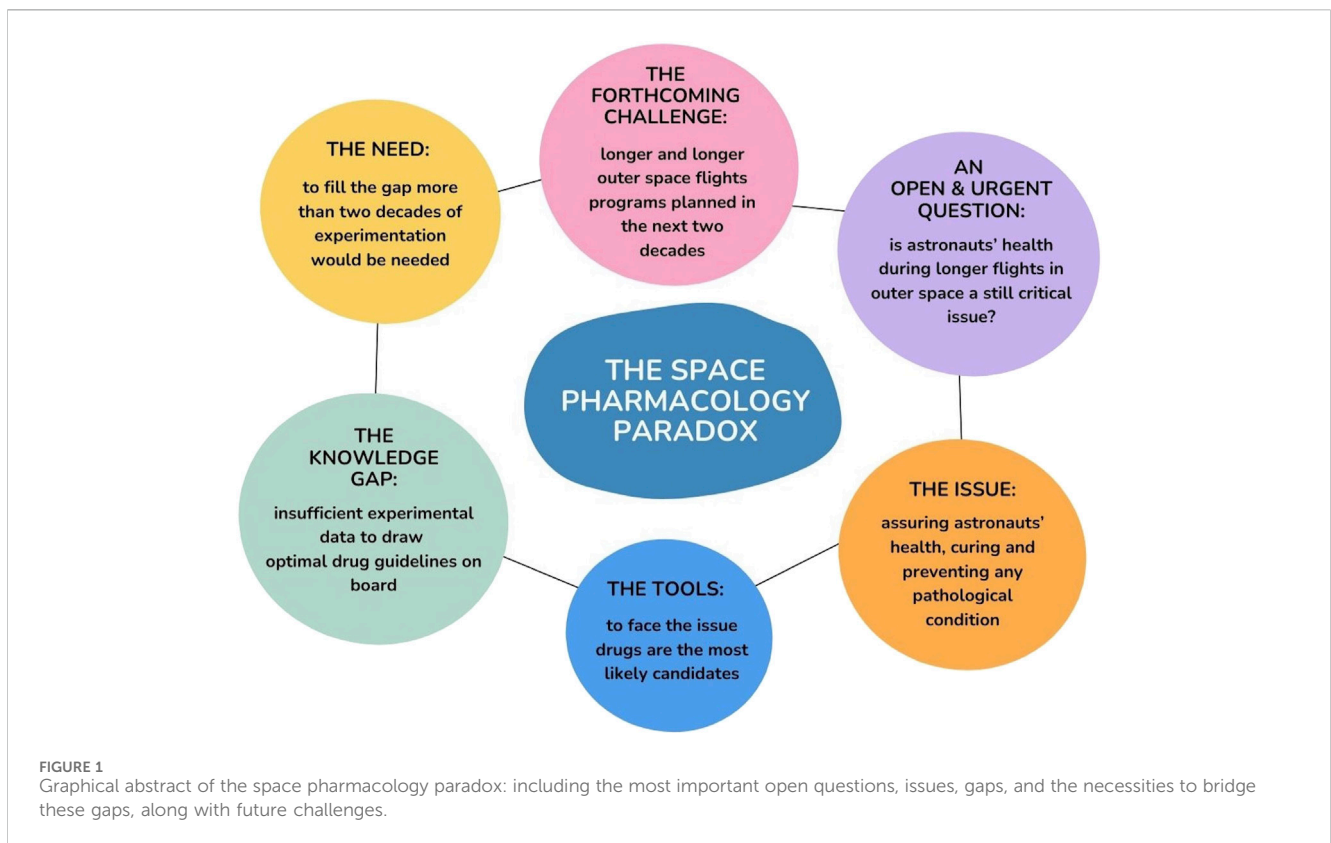 THE
FORTHCOMING
CHALLENGE:
longer and longer
outer space flights
programs planned in
the next two
decades
AN
OPEN & URGENT
QUESTION:
is astronauts’ health
during longer flights in
outer space a still critical
issue?
THE ISSUE:
assuring astronauts’
health, curing and
preventing any
pathological
condition
THE TOOLS:
to face the issue
drugs are the most
likely candidates
THE
KNOWLEDGE
GAP:
insufficient experimental
data to draw
optimal drug guidelines on
board
THE NEED:
to fill the gap more
than two decades of
experimentation
would be needed
THE SPACE
PHARMACOLOGY
PARADOX
FIGURE 1
Graphical abstract of the space pharmacology paradox: including the most important open questions, issues, gaps, and the necessities to bridge
these gaps, along with future challenges.